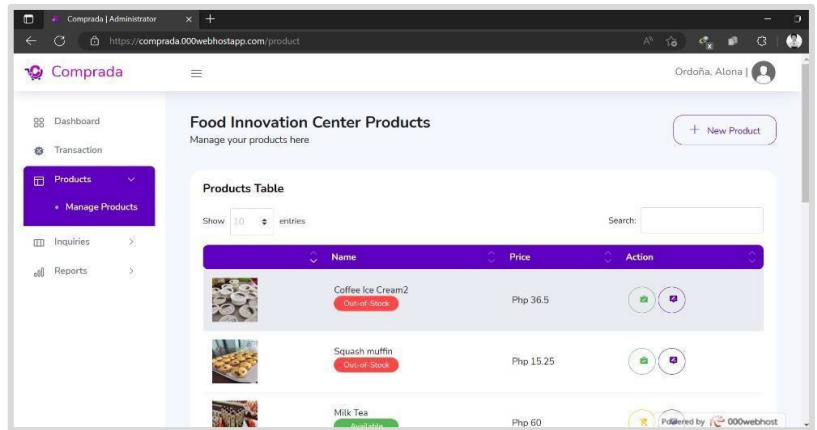 Comprada | Administrator
https://comprada.000webhostapp.com/product
Comprada
Ordoña, Alona |
Dashboard
Transaction
Products
Manage Products
Inquiries
Reports
Food Innovation Center Products
Manage your products here
+ New Product
Products Table
Show 10 entries
Search:
Name Price Action
Coffee Ice Cream2
Out-of-Stock
Php 36.5
Squash muffin
Out-of-Stock
Php 15.25
Milk Tea
Available
Php 60
Powered by 000webhost